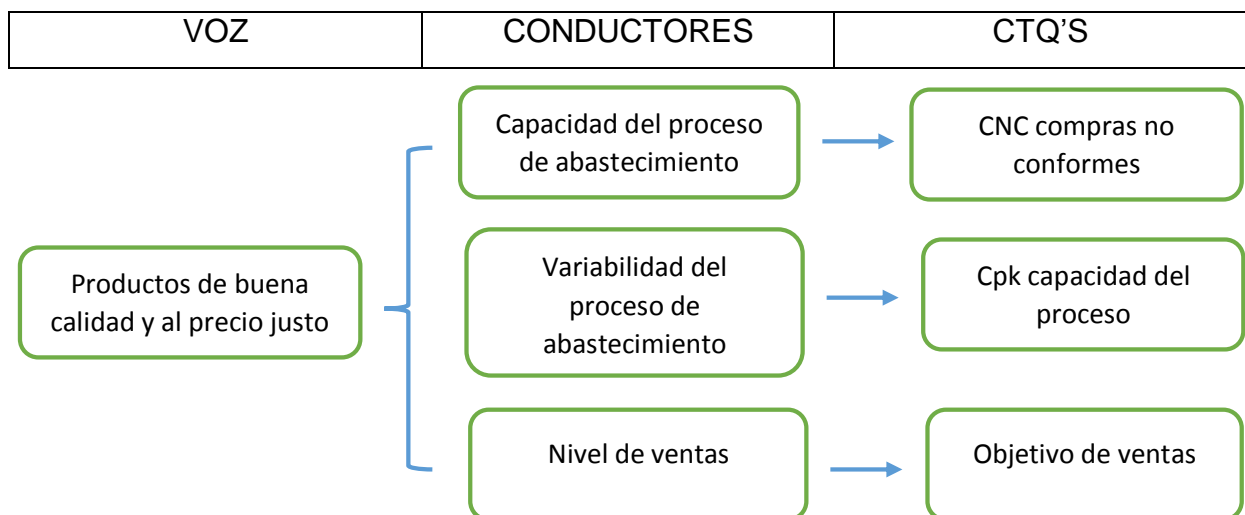 VOZ
CONDUCTORES
CTQ’S
Capacidad del proceso
de abastecimiento
CNC compras no
conformes
Productos de buena
calidad y al precio justo
Variabilidad del
proceso de
abastecimiento
Cpk capacidad del
proceso
Nivel de ventas
Objetivo de ventas